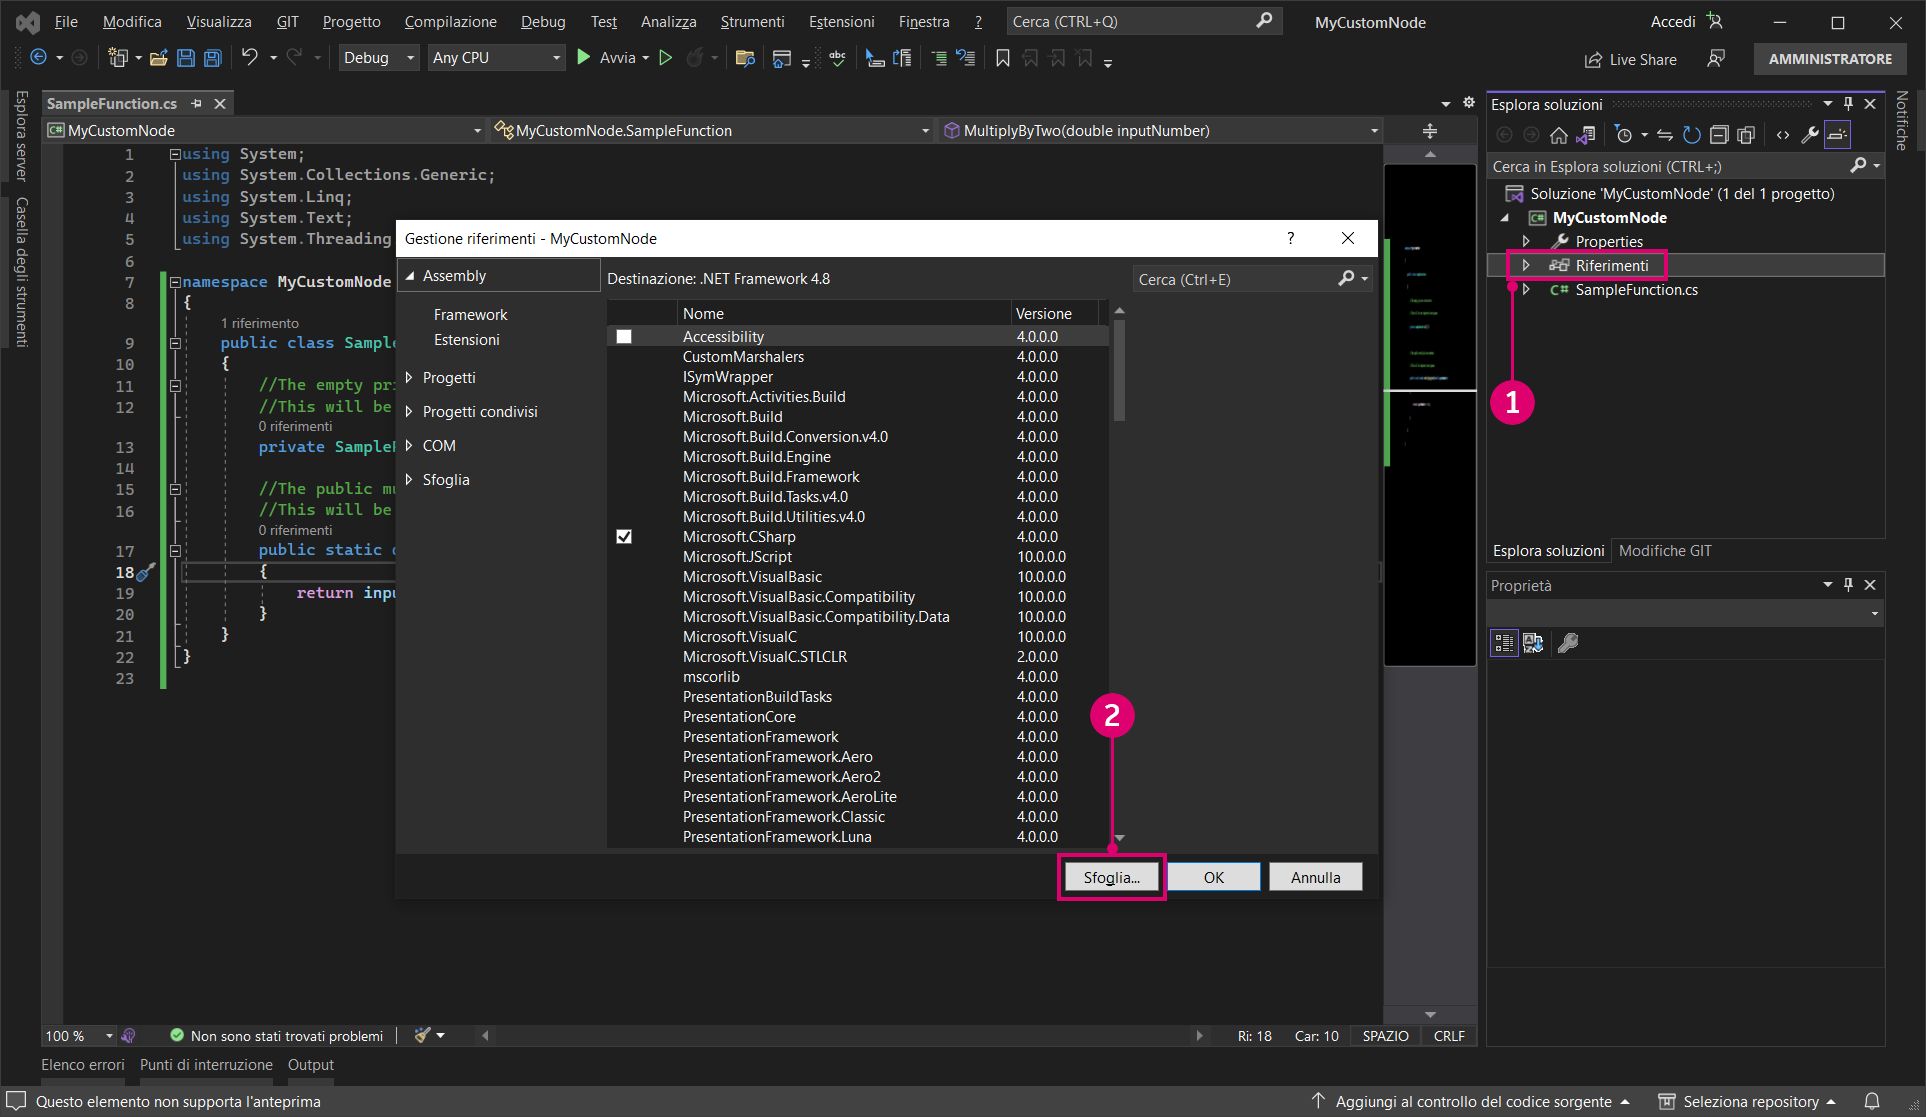 File Modifica Visualizza GIT Progetto Compilazione Debug Test Analizza Strumenti Estensioni Finestra ? Cerca (CTRL+Q) MyCustomNode Accedi
Debug Any CPU Avvia Live Share AMMINISTRATORE
Esplora server
Casella degli strumenti
SampleFunction.cs
MyCustomNode MyCustomNode.SampleFunction MultiplyByTwo(double inputNumber)
1 using System;
2 using System.Collections.Generic;
3 using System.Linq;
4 using System.Text;
5 using System.Threading
6
7 namespace MyCustomNode
8 {
1 riferimento
9 public class Sample
10 {
11 //The empty pri
12 //This will be
0 riferimenti
13 private Sample
14
15 //The public mu
16 //This will be
0 riferimenti
17 public static
18 {
19 return inpu
20 }
21 }
22 }
23
Gestione riferimenti - MyCustomNode ?
Assembly
Framework
Estensioni
Progetti
Progetti condivisi
COM
Sfoglia
Destinazione: .NET Framework 4.8 Cerca (Ctrl+E)
Nome Versione
Accessibility 4.0.0.0
CustomMarshalers 4.0.0.0
ISymWrapper 4.0.0.0
Microsoft.Activities.Build 4.0.0.0
Microsoft.Build 4.0.0.0
Microsoft.Build.Conversion.v4.0 4.0.0.0
Microsoft.Build.Engine 4.0.0.0
Microsoft.Build.Framework 4.0.0.0
Microsoft.Build.Tasks.v4.0 4.0.0.0
Microsoft.Build.Utilities.v4.0 4.0.0.0
Microsoft.CSharp 4.0.0.0
Microsoft.JScript 10.0.0.0
Microsoft.VisualBasic 10.0.0.0
Microsoft.VisualBasic.Compatibility 10.0.0.0
Microsoft.VisualBasic.Compatibility.Data 10.0.0.0
Microsoft.VisualC 10.0.0.0
Microsoft.VisualC.STLCLR 2.0.0.0
mscorlib 4.0.0.0
PresentationBuildTasks 4.0.0.0
PresentationCore 4.0.0.0
PresentationFramework 4.0.0.0
PresentationFramework.Aero 4.0.0.0
PresentationFramework.Aero2 4.0.0.0
PresentationFramework.AeroLite 4.0.0.0
PresentationFramework.Classic 4.0.0.0
PresentationFramework.Luna 4.0.0.0
2
Sfoglia... OK Annulla
Esplora soluzioni
Cerca in Esplora soluzioni (CTRL+;)
Soluzione 'MyCustomNode' (1 del 1 progetto)
MyCustomNode
Properties
Riferimenti
SampleFunction.cs
1
Esplora soluzioni Modifiche GIT
Proprietà
Notifiche
100 % Non sono stati trovati problemi Ri: 18 Car: 10 SPAZIO CRLF
Elenco errori Punti di interruzione Output
Questo elemento non supporta l'anteprima Aggiungi al controllo del codice sorgente Seleziona repository